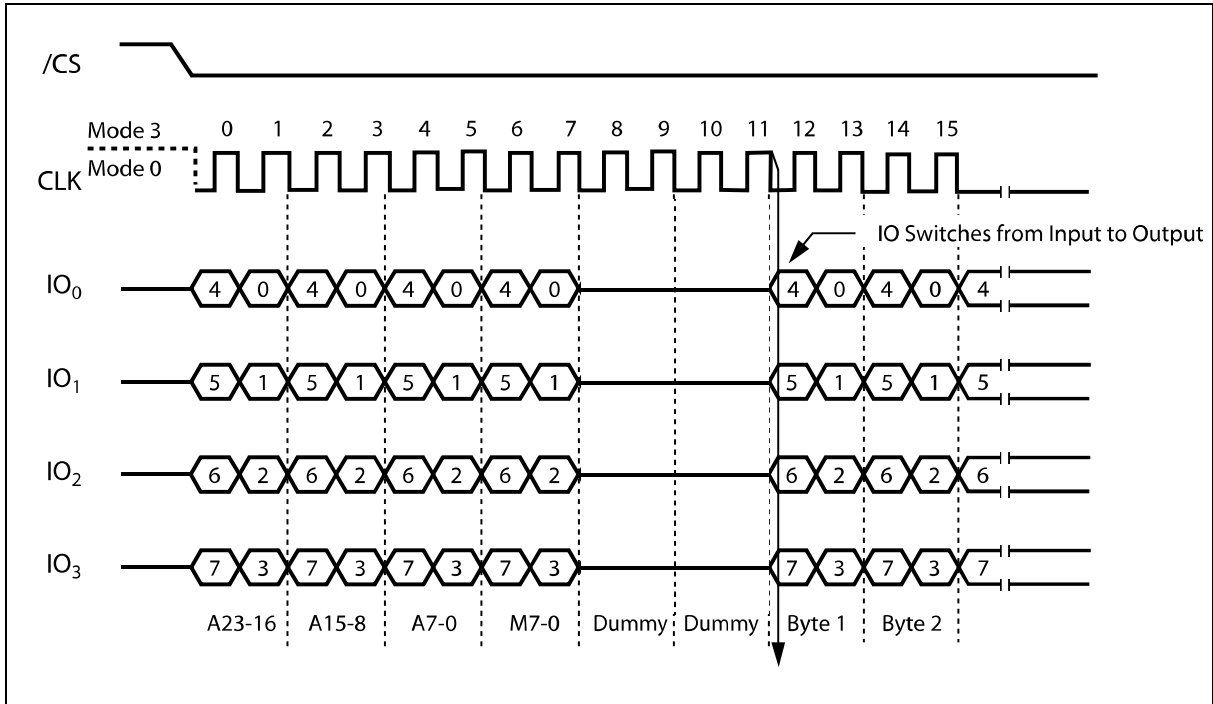 /CS
Mode 3
0 1 2 3 4 5 6 7 8 9 10 11 12 13 14 15
Mode 0
CLK
IO Switches from Input to Output
IO0 4 0 4 0 4 0 4 0 4 0 4 0 4
IO1 5 1 5 1 5 1 5 1 5 1 5 1 5
IO2 6 2 6 2 6 2 6 2 6 2 6 2 6
IO3 7 3 7 3 7 3 7 3 7 3 7 3 7
A23-16 A15-8 A7-0 M7-0 Dummy Dummy Byte 1 Byte 2